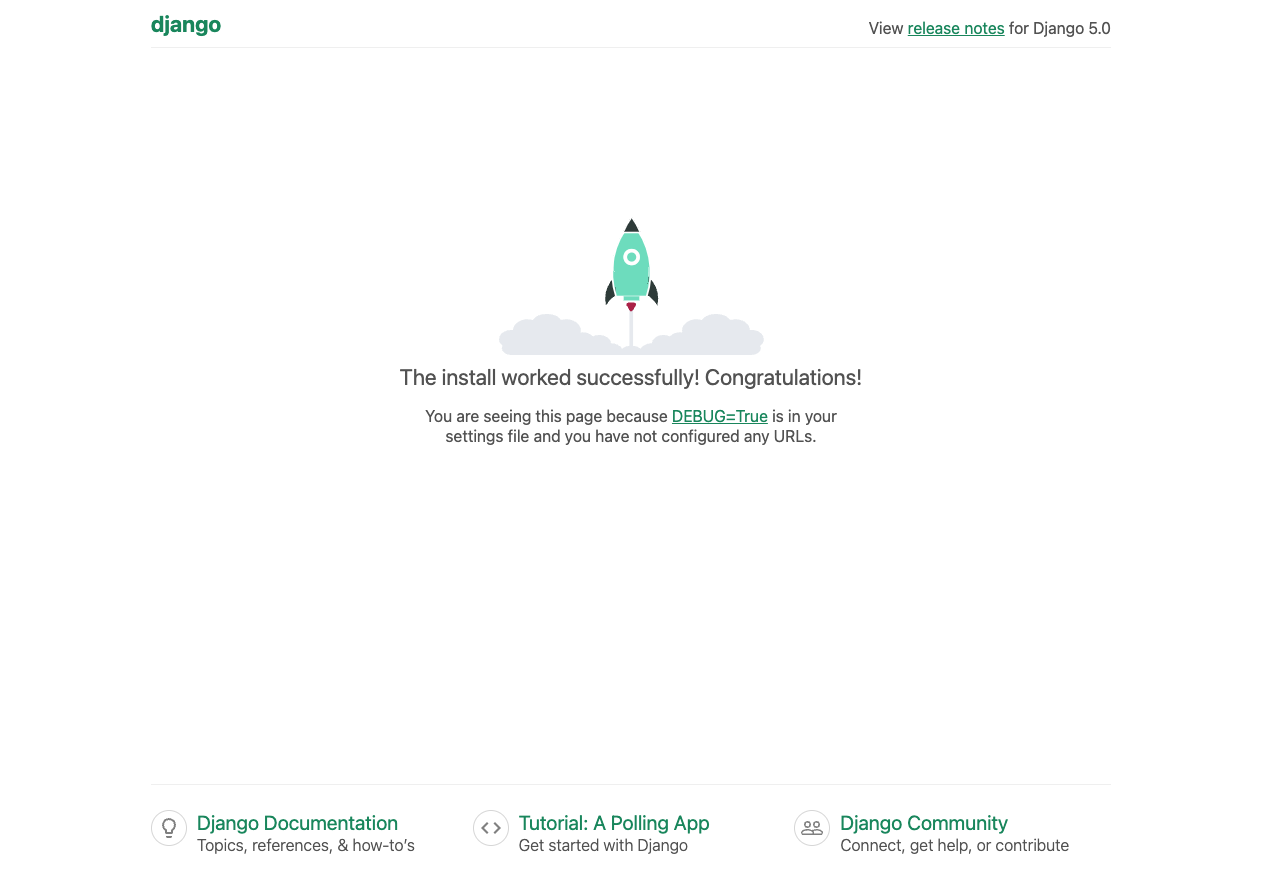 django
View release notes for Django 5.0
The install worked successfully! Congratulations!
You are seeing this page because DEBUG=True is in your
settings file and you have not configured any URLs.
Django Documentation
Topics, references, & how-to’s
Tutorial: A Polling App
Get started with Django
Django Community
Connect, get help, or contribute